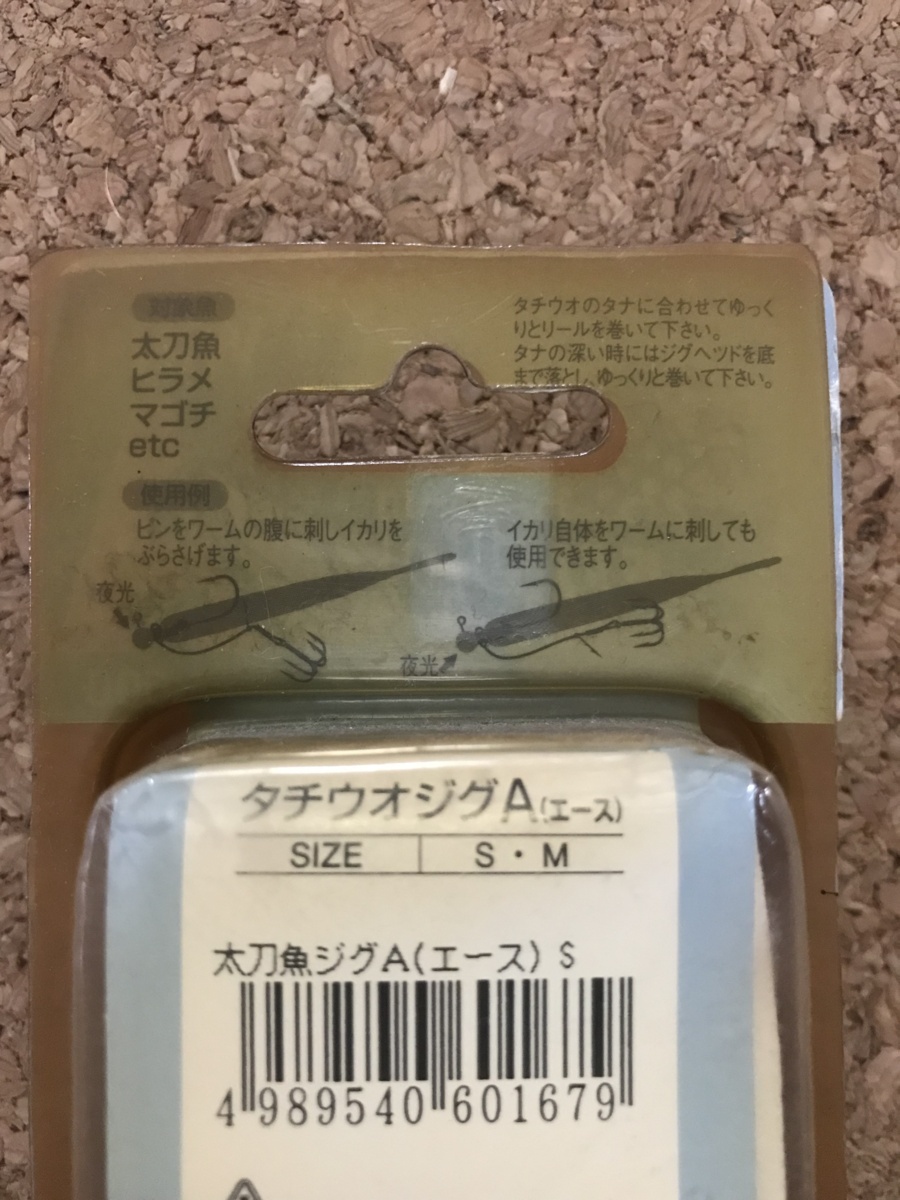 対象魚
太刀魚
ヒラメ
マゴチ
etc
タチウオのタナに合わせてゆっく
りとリールを巻いて下さい。
タナの深い時にはジグヘッドを底
まで落とし、ゆっくりと巻いて下さい。
使用例
ピンをワームの腹に刺しイカリを
ぶらさげます。
夜光
イカリ自体をワームに刺しても
使用できます。
夜光
タチウオジグA(エース)
SIZE S・M
太刀魚ジグA(エース) S
4 989540 601679